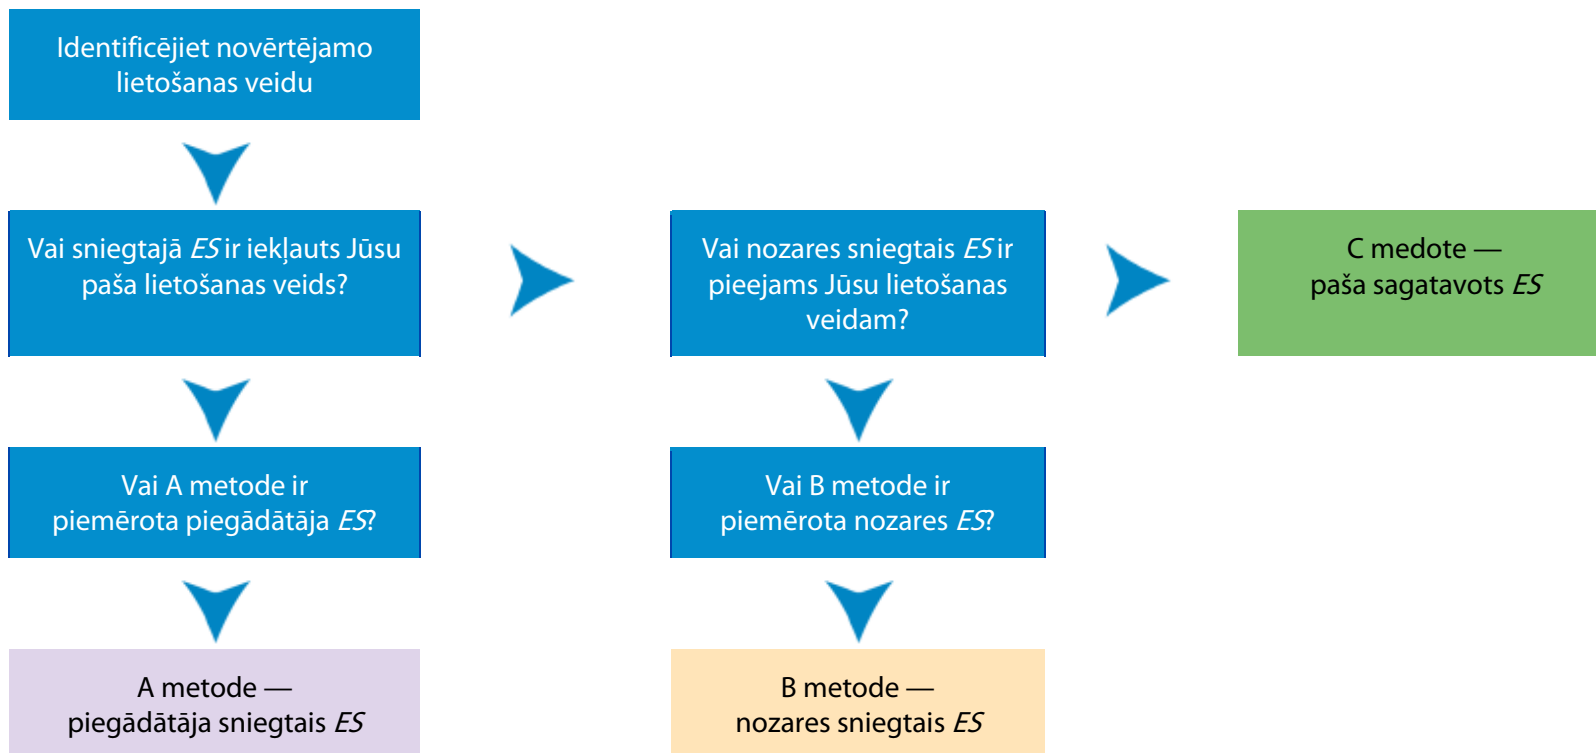 Identificējiet novērtējamo
lietošanas veidu
Vai sniegtajā ES ir iekļauts Jūsu
paša lietošanas veids?
Vai nozares sniegtais ES ir
pieejams Jūsu lietošanas
veidam?
C medote —
paša sagatavots ES
Vai A metode ir
piemērota piegādātāja ES?
Vai B metode ir
piemērota nozares ES?
A metode —
piegādātāja sniegtais ES
B metode —
nozares sniegtais ES